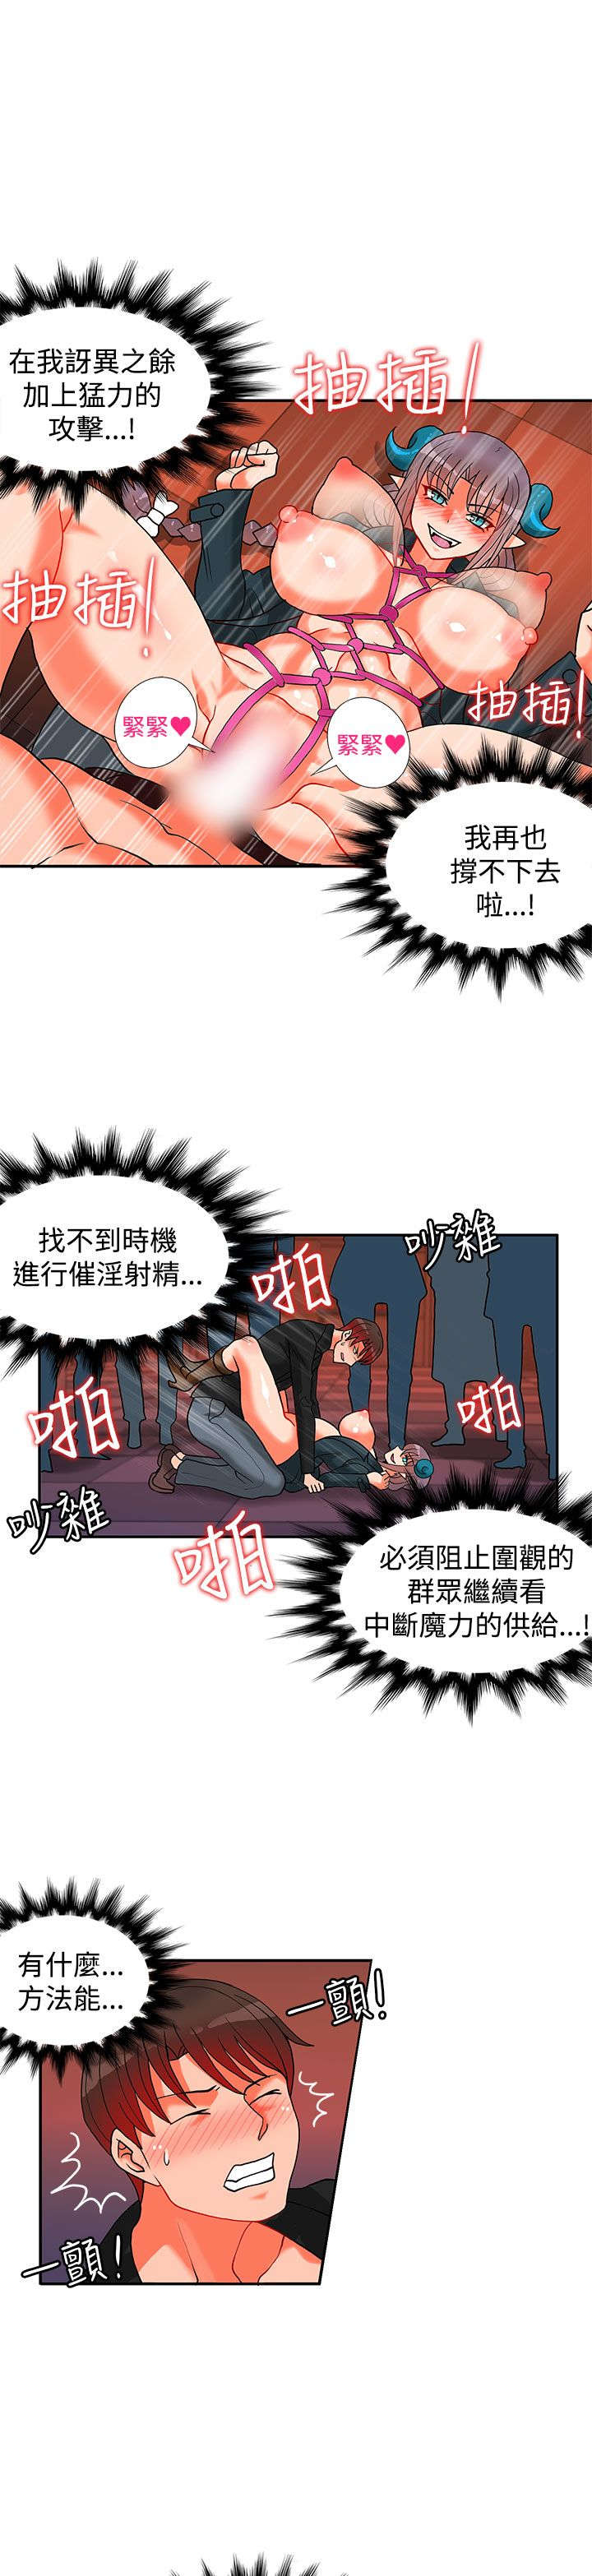 在我訝異之餘
加上猛力的
攻擊...!
抽插!
抽插!
抽插!
緊緊♥
緊緊♥
我再也
撐不下去
啦...!
找不到時機
進行催淫射精...
吵雜
啪
啪
啪
吵雜
啪
必須阻止圍觀的
群眾繼續看
中斷魔力的供給...!
有什麼...
方法能...
一顫!
一顫!